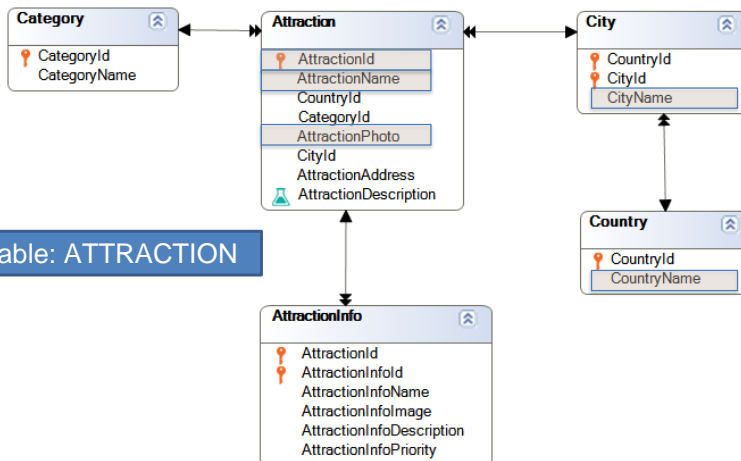 Category
CategoryId
CategoryName
Attraction
AttractionId
AttractionName
CountryId
CategoryId
AttractionPhoto
CityId
AttractionAddress
AttractionDescription
City
CountryId
CityId
CityName
able: ATTRACTION
Country
CountryId
CountryName
AttractionInfo
AttractionId
AttractionInfoId
AttractionInfoName
AttractionInfoImage
AttractionInfoDescription
AttractionInfoPriority